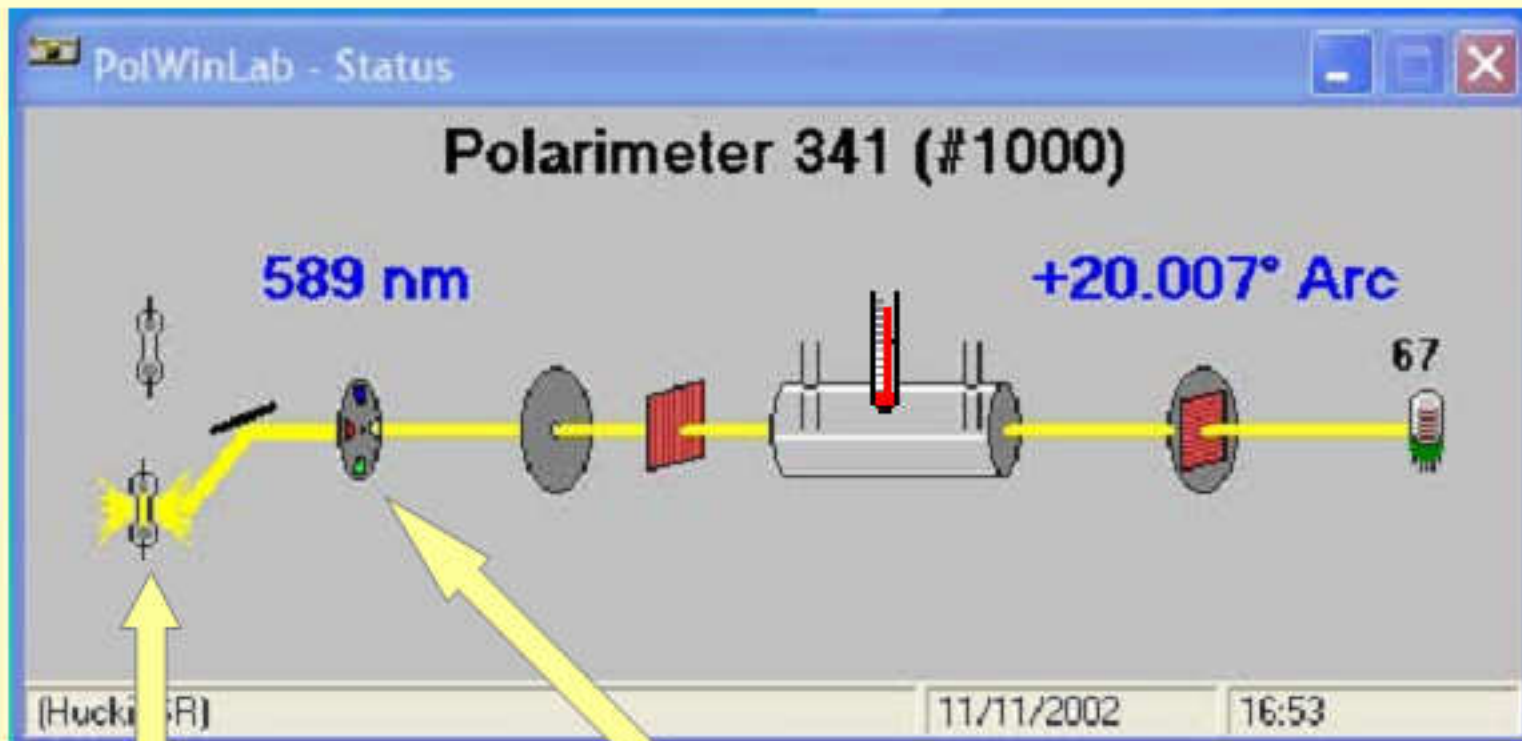 PolWinLab - Status
Polarimeter 341 (#1000)
589 nm
+20.007° Arc
67
11/11/2002
16:53